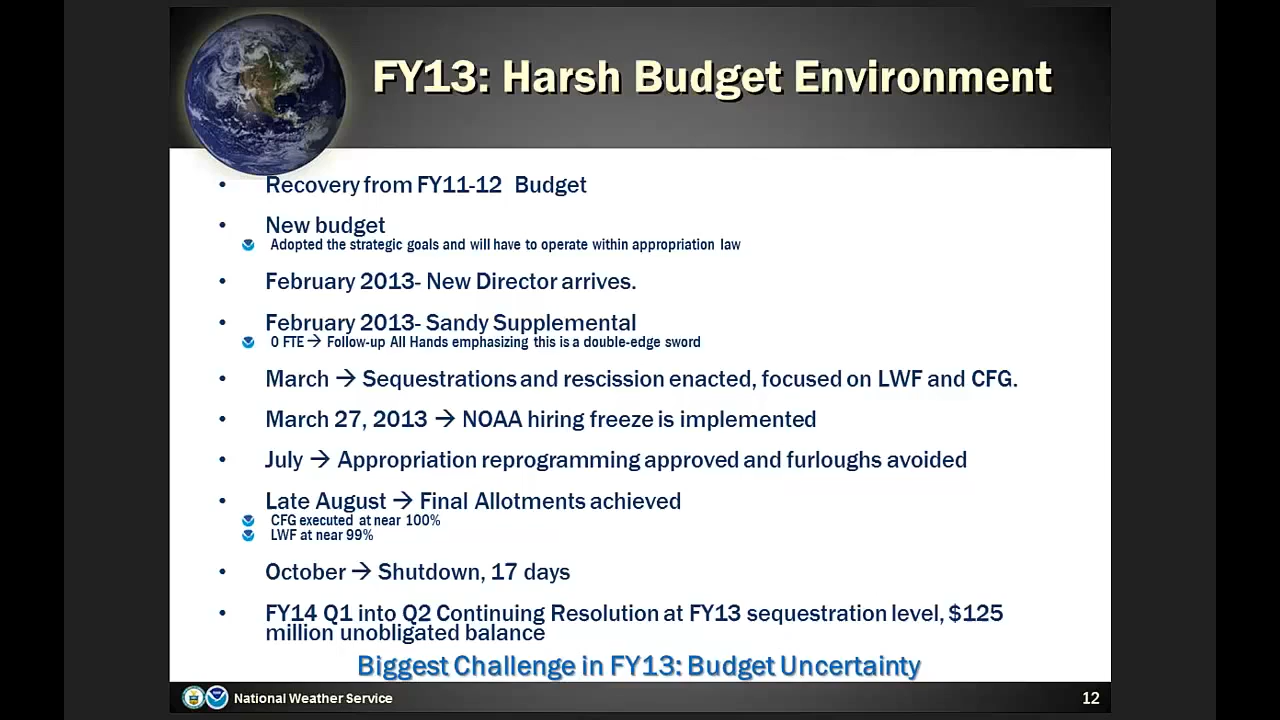 FY13: Harsh Budget Environment
• Recovery from FY11-12 Budget
• New budget
Adopted the strategic goals and will have to operate within appropriation law
• February 2013- New Director arrives.
• February 2013- Sandy Supplemental
0 FTE → Follow-up All Hands emphasizing this is a double-edge sword
• March → Sequestrations and rescission enacted, focused on LWF and CFG.
• March 27, 2013 → NOAA hiring freeze is implemented
• July → Appropriation reprogramming approved and furloughs avoided
• Late August → Final Allotments achieved
CFG executed at near 100%
LWF at near 99%
• October → Shutdown, 17 days
• FY14 Q1 into Q2 Continuing Resolution at FY13 sequestration level, $125
million unobligated balance
Biggest Challenge in FY13: Budget Uncertainty
National Weather Service
12